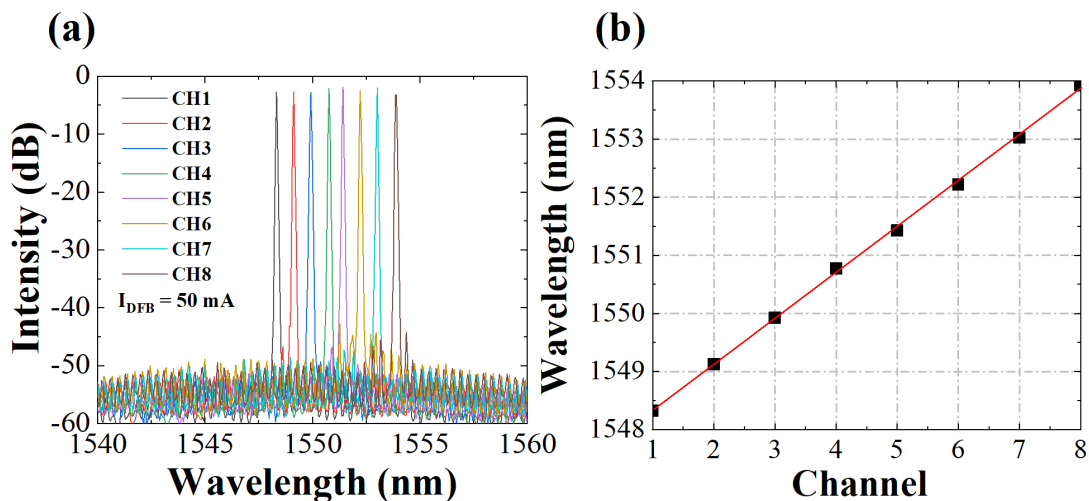 (a)
(b)
Intensity (dB)
0
-10
-20
-30
-40
-50
-60
CH1
CH2
CH3
CH4
CH5
CH6
CH7
CH8
I_DFB = 50 mA
1540
1545
1550
1555
1560
Wavelength (nm)
Wavelength (nm)
1554
1553
1552
1551
1550
1549
1548
1
2
3
4
5
6
7
8
Channel